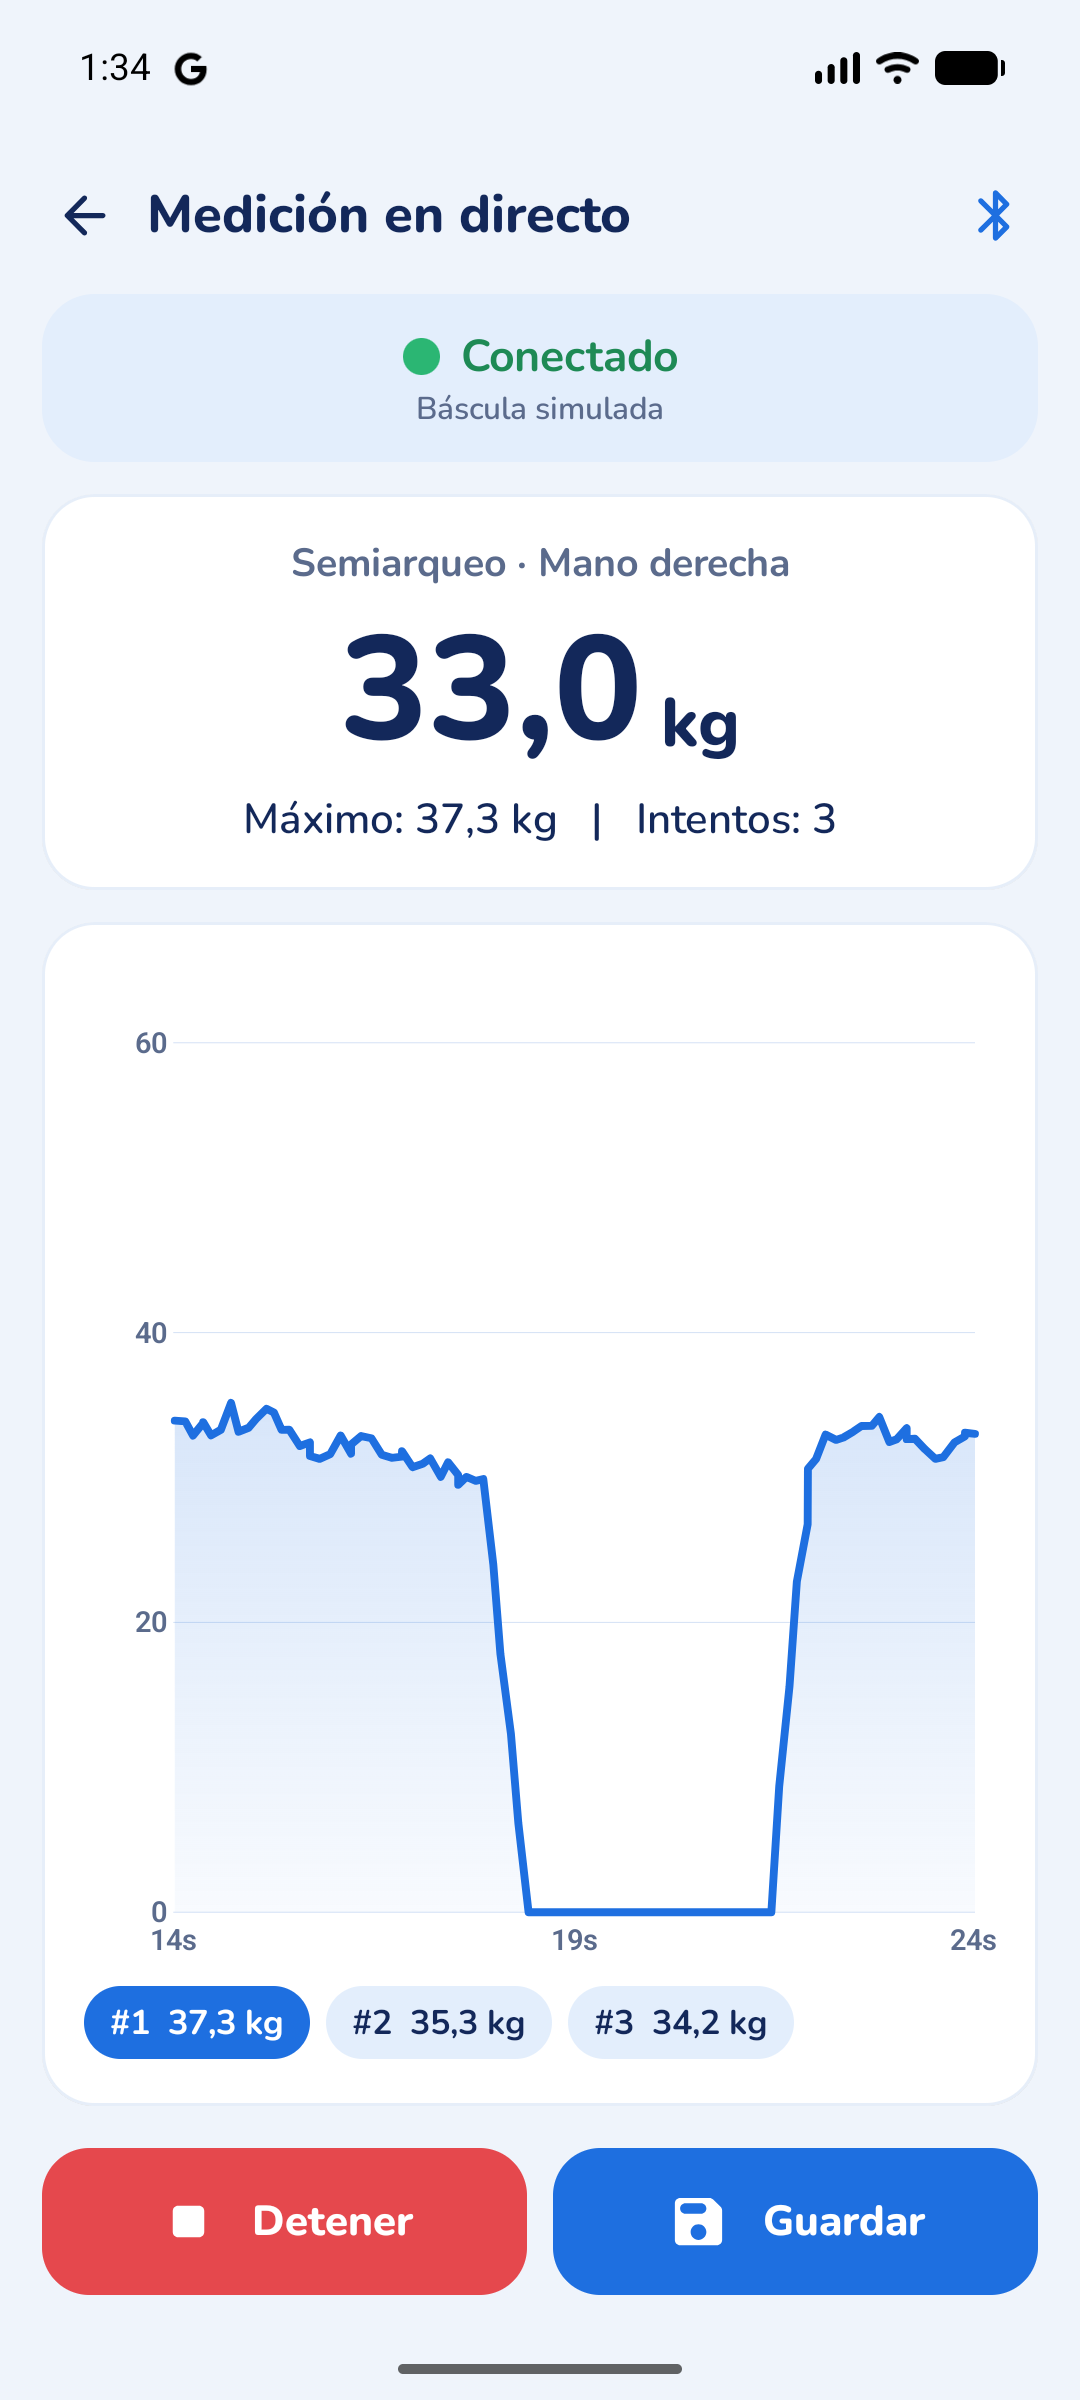 1:34 G
Medición en directo
Conectado
Báscula simulada
Semiarqueo · Mano derecha
33,0 kg
Máximo: 37,3 kg | Intentos: 3
60
40
20
0
14s 19s 24s
#1 37,3 kg #2 35,3 kg #3 34,2 kg
Detener Guardar